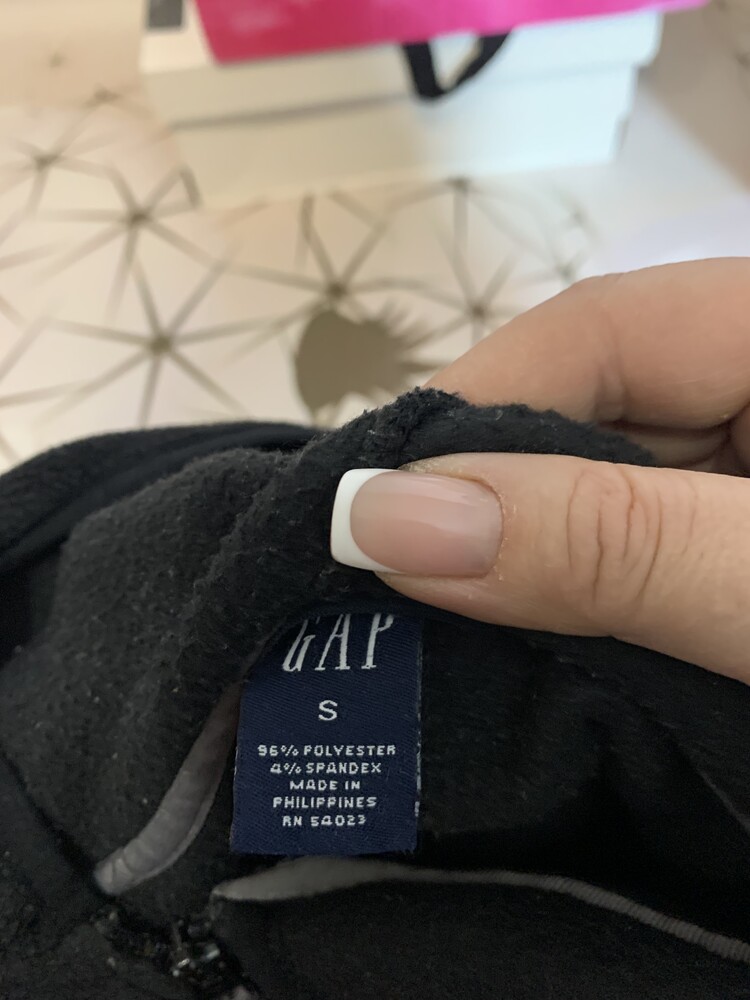 GAP
S
96% POLYESTER
4% SPANDEX
MADE IN
PHILIPPINES
RN 54023